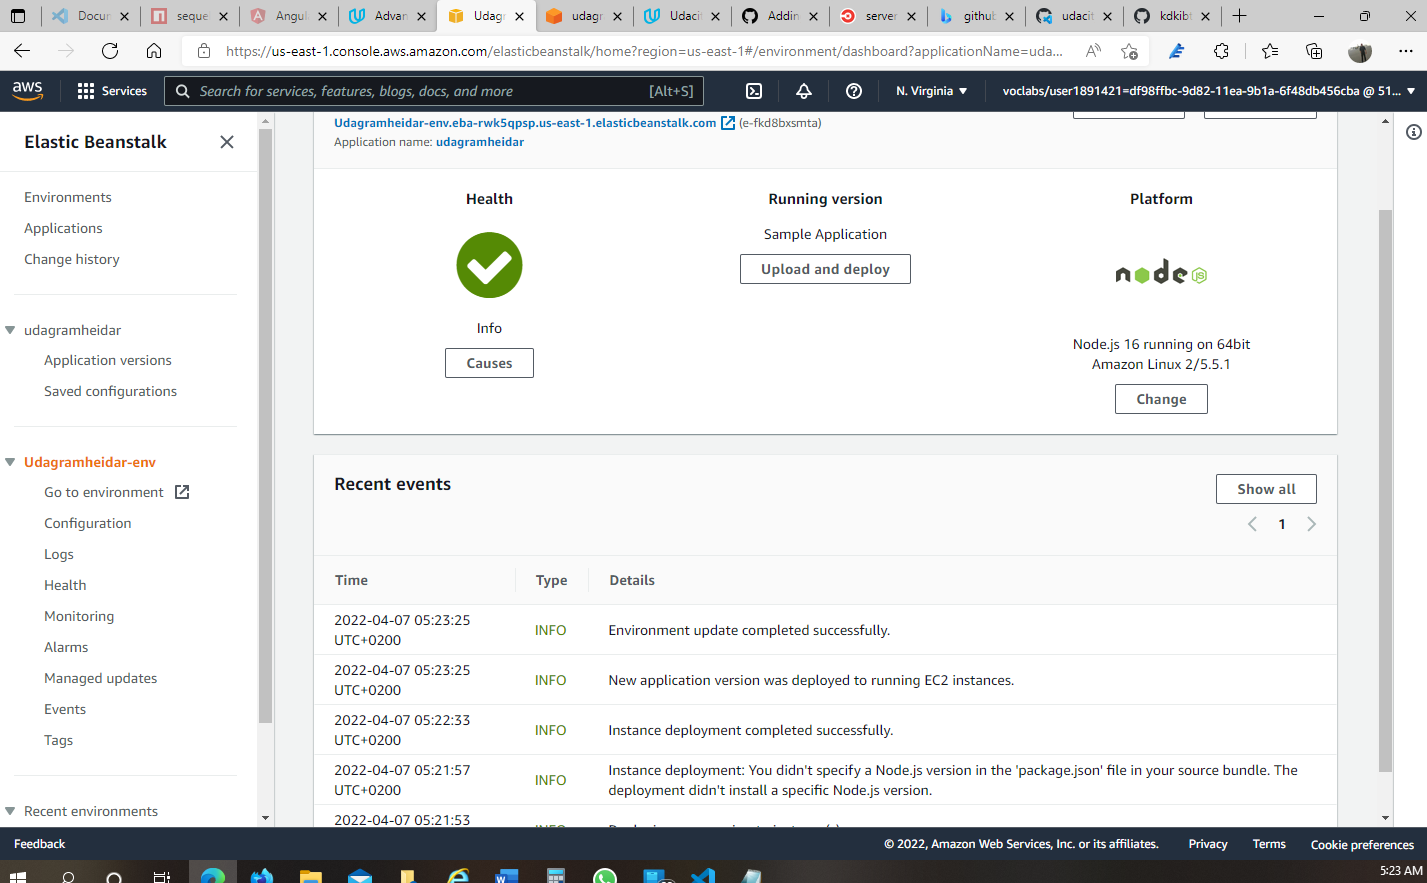 Docun
seque
Angula
Advan
Udagr
udagr
Udacit
Addin
server
github
udacit
kdkibt
https://us-east-1.console.aws.amazon.com/elasticbeanstalk/home?region=us-east-1#/environment/dashboard?applicationName=uda...
aws
Services
Search for services, features, blogs, docs, and more
[Alt+S]
N. Virginia
voclabs/user1891421=df98ffbc-9d82-11ea-9b1a-6f48db456cba @ 51...
Elastic Beanstalk
Environments
Applications
Change history
udagramheidar
Application versions
Saved configurations
Udagramheidar-env
Go to environment
Configuration
Logs
Health
Monitoring
Alarms
Managed updates
Events
Tags
Recent environments
Udagramheidar-env.eba-rwk5qpsp.us-east-1.elasticbeanstalk.com (e-fkd8bxsmta)
Application name: udagramheidar
Health
Info
Causes
Running version
Sample Application
Upload and deploy
Platform
node JS
Node.js 16 running on 64bit
Amazon Linux 2/5.5.1
Change
Recent events
Show all
1
Time Type Details
2022-04-07 05:23:25
UTC+0200
INFO
Environment update completed successfully.
2022-04-07 05:23:25
UTC+0200
INFO
New application version was deployed to running EC2 instances.
2022-04-07 05:22:33
UTC+0200
INFO
Instance deployment completed successfully.
2022-04-07 05:21:57
UTC+0200
INFO
Instance deployment: You didn't specify a Node.js version in the 'package.json' file in your source bundle. The
deployment didn't install a specific Node.js version.
2022-04-07 05:21:53
Feedback
© 2022, Amazon Web Services, Inc. or its affiliates.
Privacy
Terms
Cookie preferences
5:23 AM